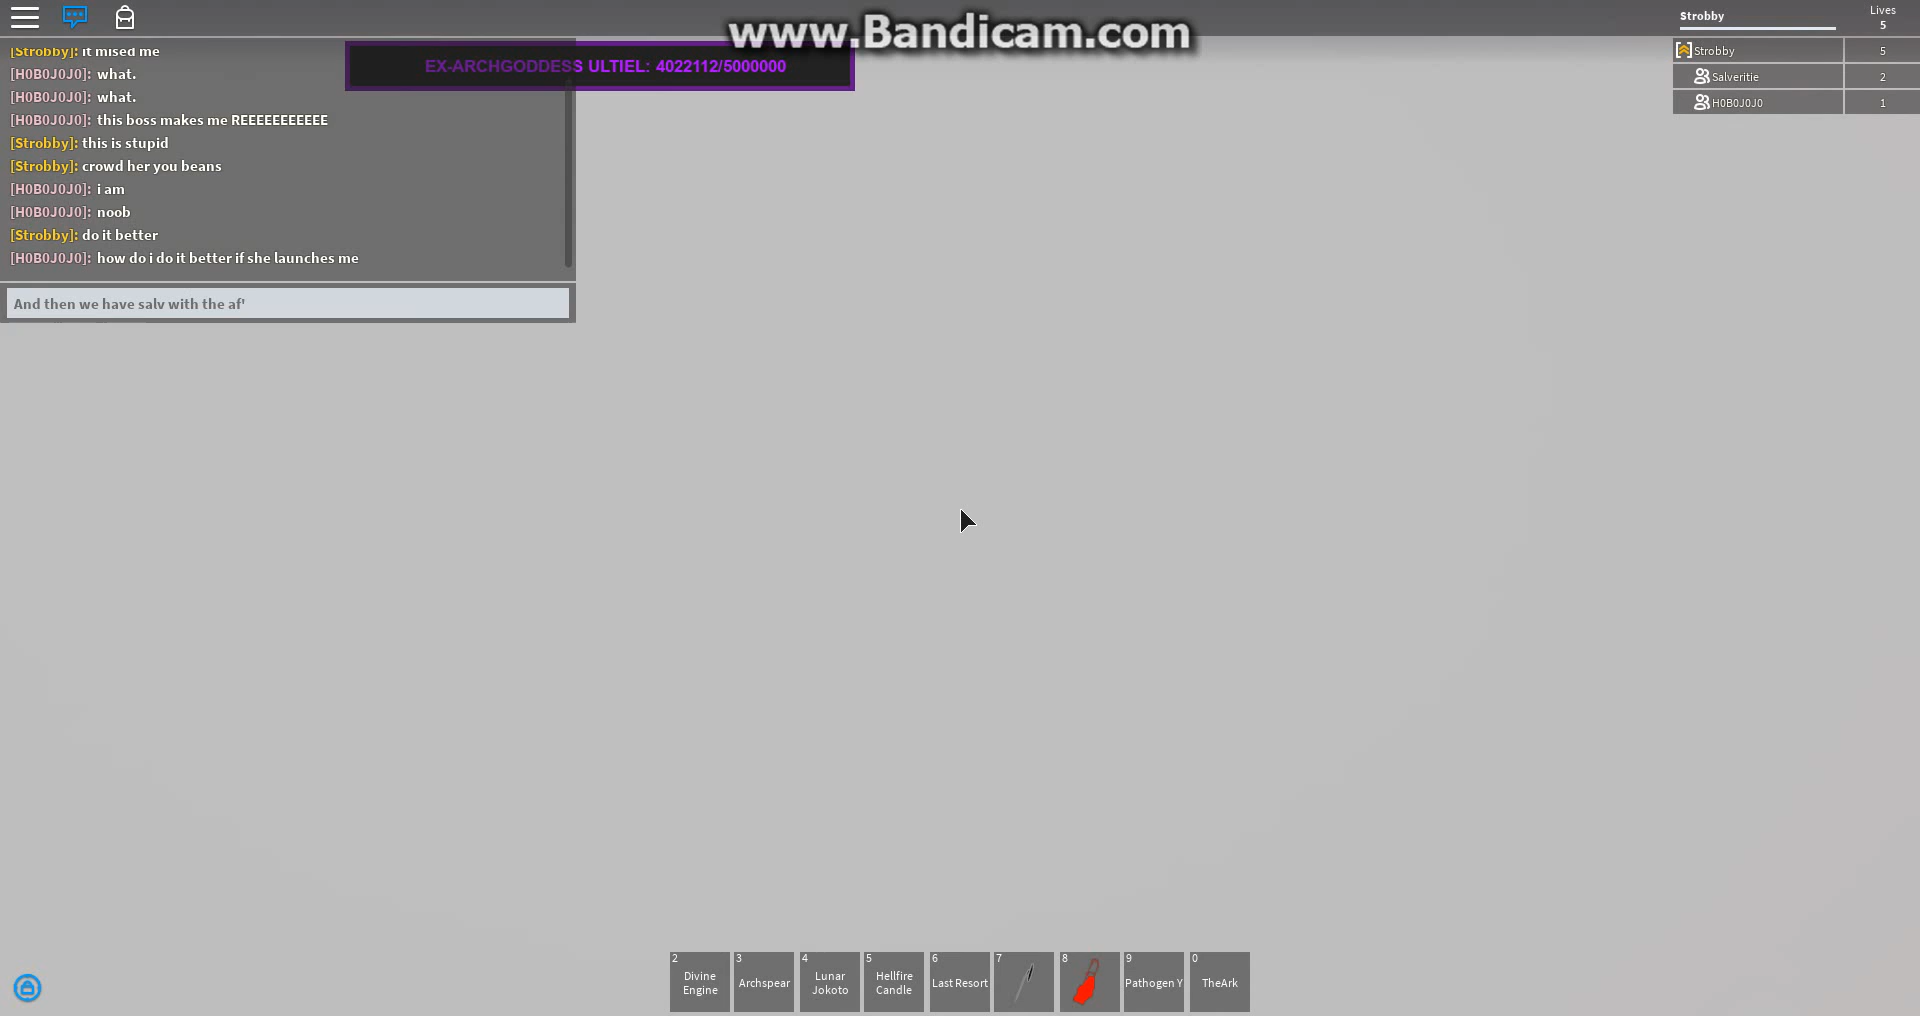 www.Bandicam.com
Strobby
Lives
5
[Strobby]: it mised me
[H0B0J0J0]: what.
[H0B0J0J0]: what.
[H0B0J0J0]: this boss makes me REEEEEEEEEEE
[Strobby]: this is stupid
[Strobby]: crowd her you beans
[H0B0J0J0]: i am
[H0B0J0J0]: noob
[Strobby]: do it better
[H0B0J0J0]: how do i do it better if she launches me
And then we have salv with the af'
EX-ARCHGODDESS ULTIEL: 4022112/5000000
Strobby 5
Salveritie 2
H0B0J0J0 1
2 Divine Engine
3 Archspear
4 Lunar Jokoto
5 Hellfire Candle
6 Last Resort
7
8
9 Pathogen Y
0 TheArk